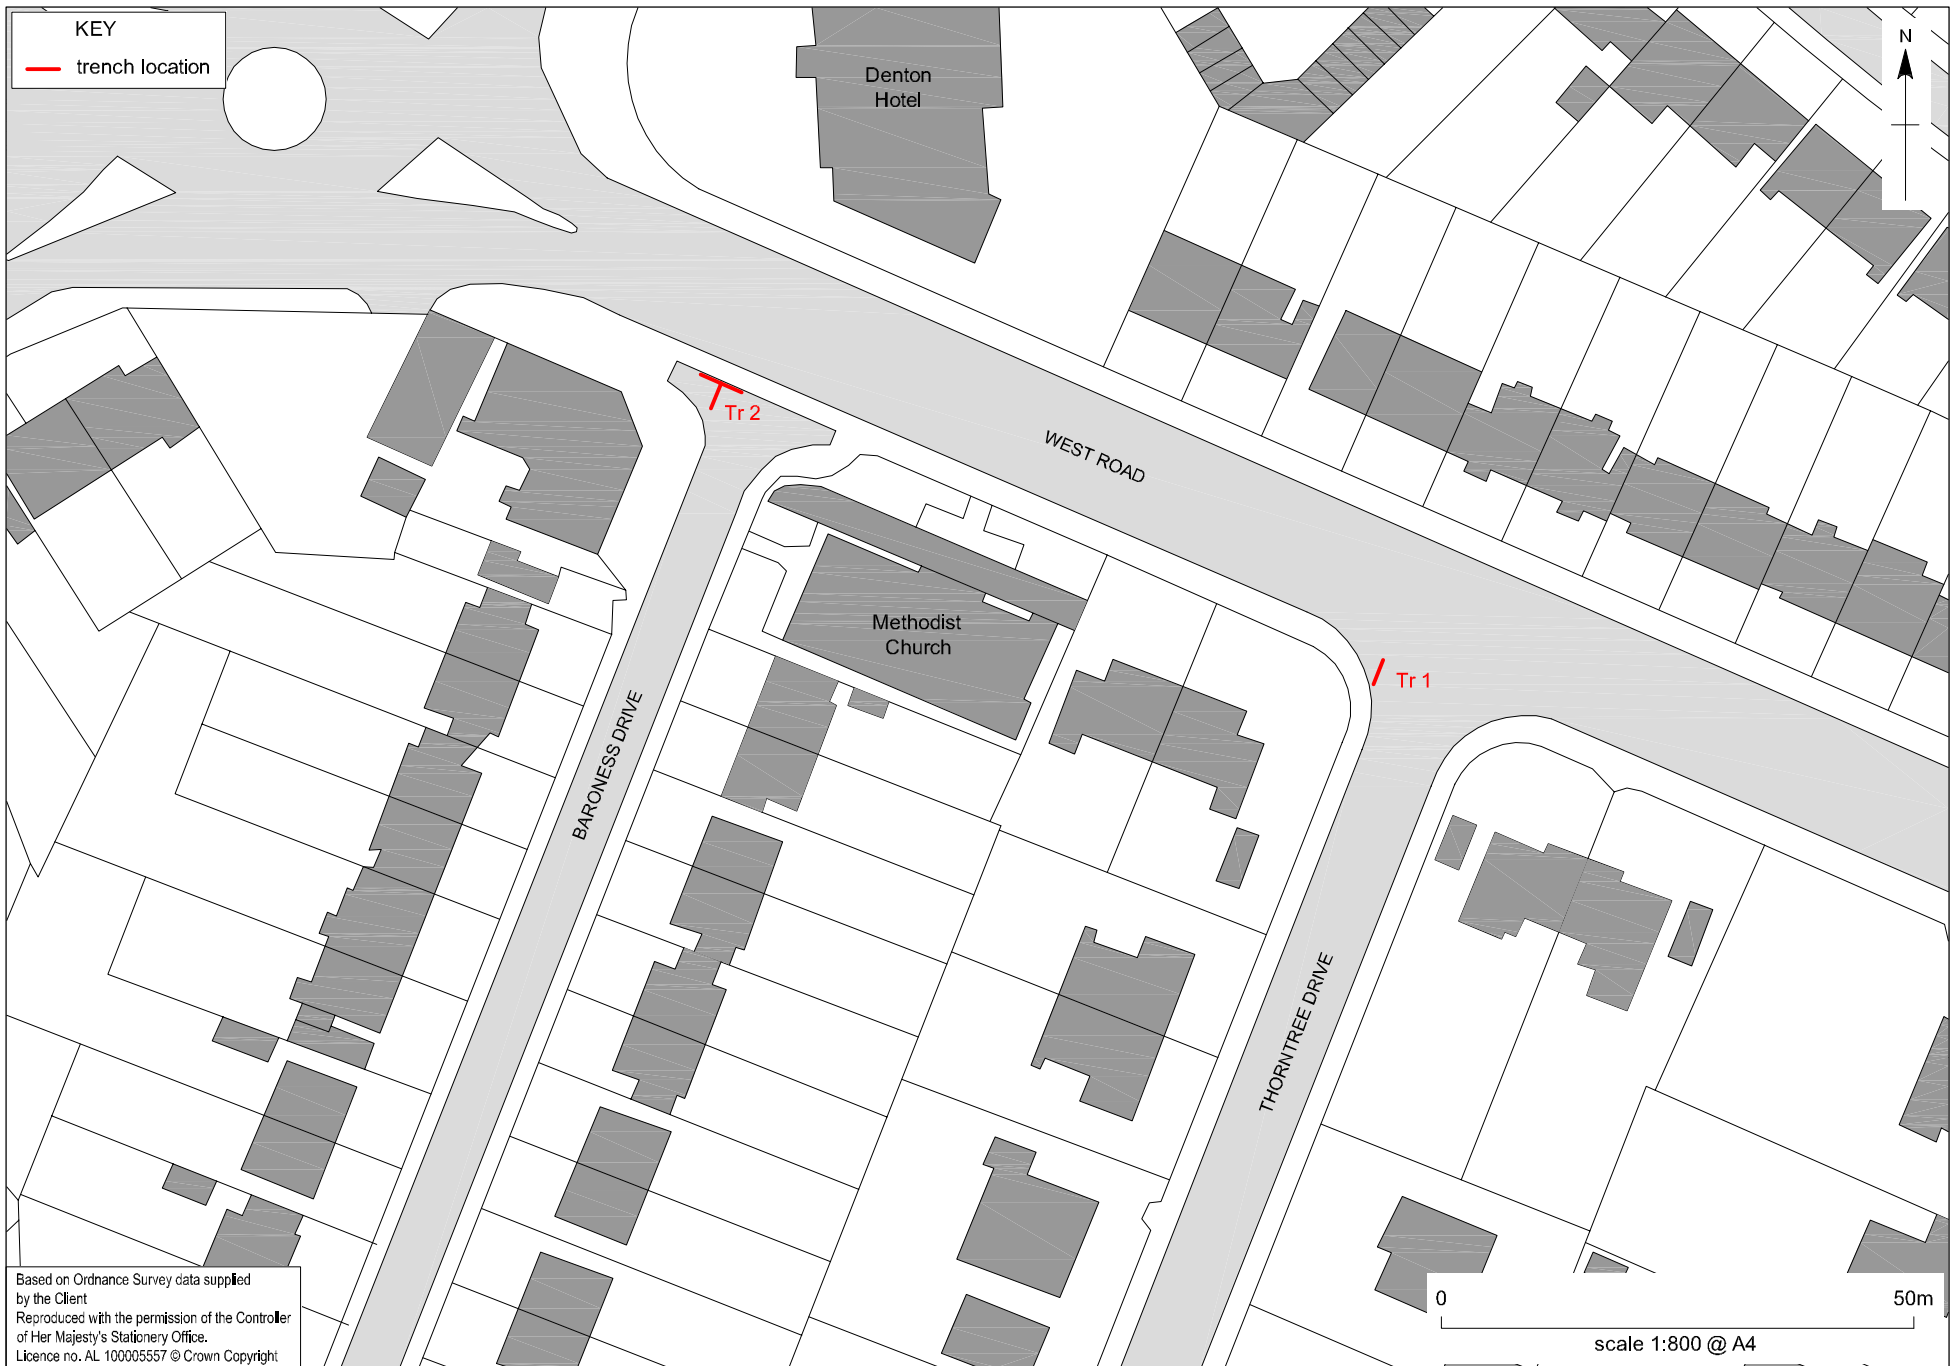 KEY
trench location
N
Denton
Hotel
Tr 2
WEST ROAD
Methodist
Church
Tr 1
BARONESS DRIVE
THORNTREE DRIVE
Based on Ordnance Survey data supplied
by the Client
Reproduced with the permission of the Controller
of Her Majesty's Stationery Office.
Licence no. AL 100005557 © Crown Copyright
0 50m
scale 1:800 @ A4